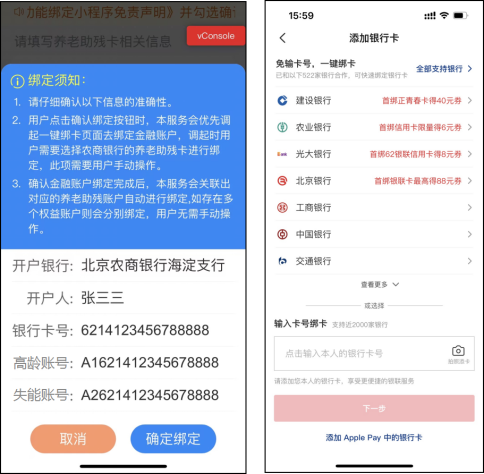 功能绑定小程序免责声明》并勾选确
请填写养老助残卡相关信息
vConsole
绑定须知：
1. 请仔细确认以下信息的准确性。
2. 用户点击确认绑定按钮时，本服务会优先调
起一键绑卡页面去绑定金融账户，调起时用
户需要选择农商银行的养老助残卡进行绑
定，此项需要用户手动操作。
3. 确认金融账户绑定完成后，本服务会关联出
对应的养老助残账户自动进行绑定,如存在多
个权益账户则会分别绑定，用户无需手动操
作。
开户银行: 北京农商银行海淀支行
开户人: 张三三
银行卡号: 6214123456788888
高龄账号: A1621412345678888
失能账号: A2621412345678888
取消
确定绑定
15:59
添加银行卡
免输卡号，一键绑卡
已和以下522家银行合作，可快捷绑定银行卡
全部支持银行
建设银行
首绑正青春卡得40元券
农业银行
首绑信用卡限量得6元券
光大银行
首绑62银联信用卡得8元券
北京银行
首绑银联卡最高得88元券
工商银行
中国银行
交通银行
查看更多
或选择
输入卡号绑卡 支持近2000家银行
点击输入本人的银行卡号
拍照查卡
请添加您本人的银行卡，享受更便捷的银联服务
下一步
添加 Apple Pay 中的银行卡